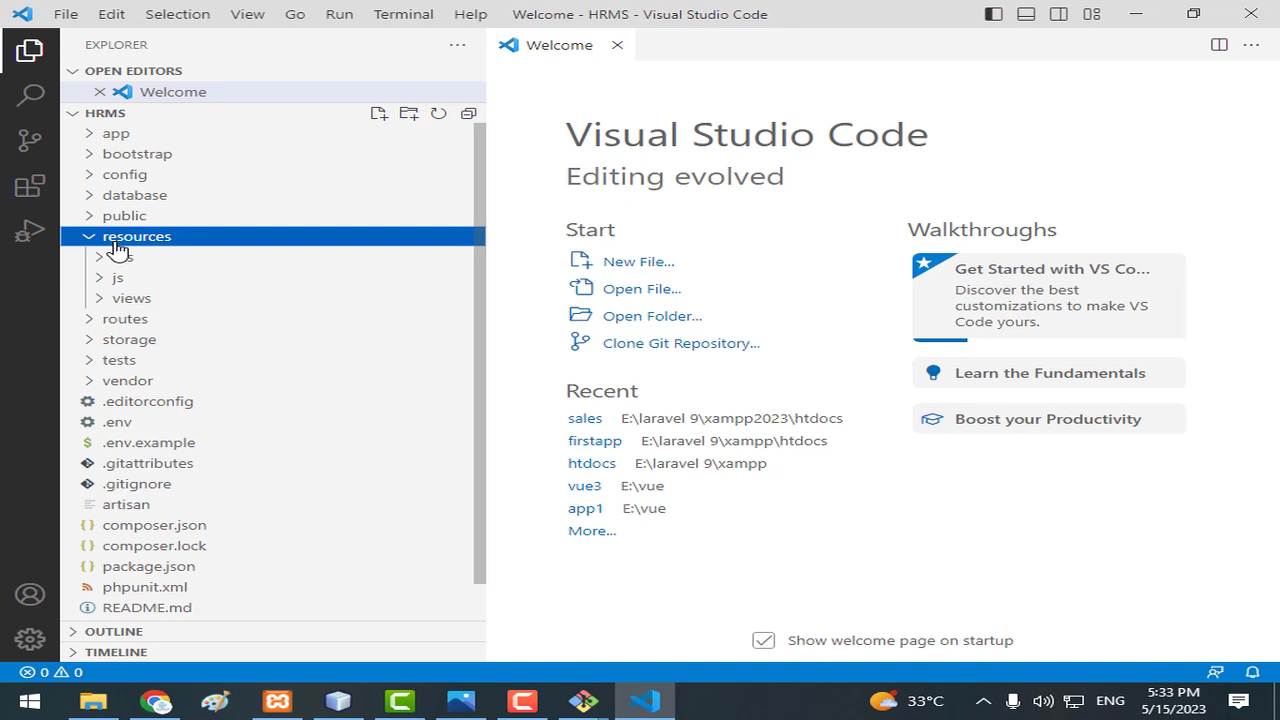 File Edit Selection View Go Run Terminal Help Welcome - HRMS - Visual Studio Code
EXPLORER
Welcome
OPEN EDITORS
Welcome
HRMS
app
bootstrap
config
database
public
resources
js
views
routes
storage
tests
vendor
.editorconfig
.env
.env.example
.gitattributes
.gitignore
artisan
composer.json
composer.lock
package.json
phpunit.xml
README.md
OUTLINE
TIMELINE
Visual Studio Code
Editing evolved
Start
New File...
Open File...
Open Folder...
Clone Git Repository...
Recent
sales E:\laravel 9\xampp2023\htdocs
firstapp E:\laravel 9\xampp\htdocs
htdocs E:\laravel 9\xampp
vue3 E:\vue
app1 E:\vue
More...
Walkthroughs
Get Started with VS Co...
Discover the best
customizations to make VS
Code yours.
Learn the Fundamentals
Boost your Productivity
Show welcome page on startup
0 0
33°C ENG 5:33 PM
5/15/2023